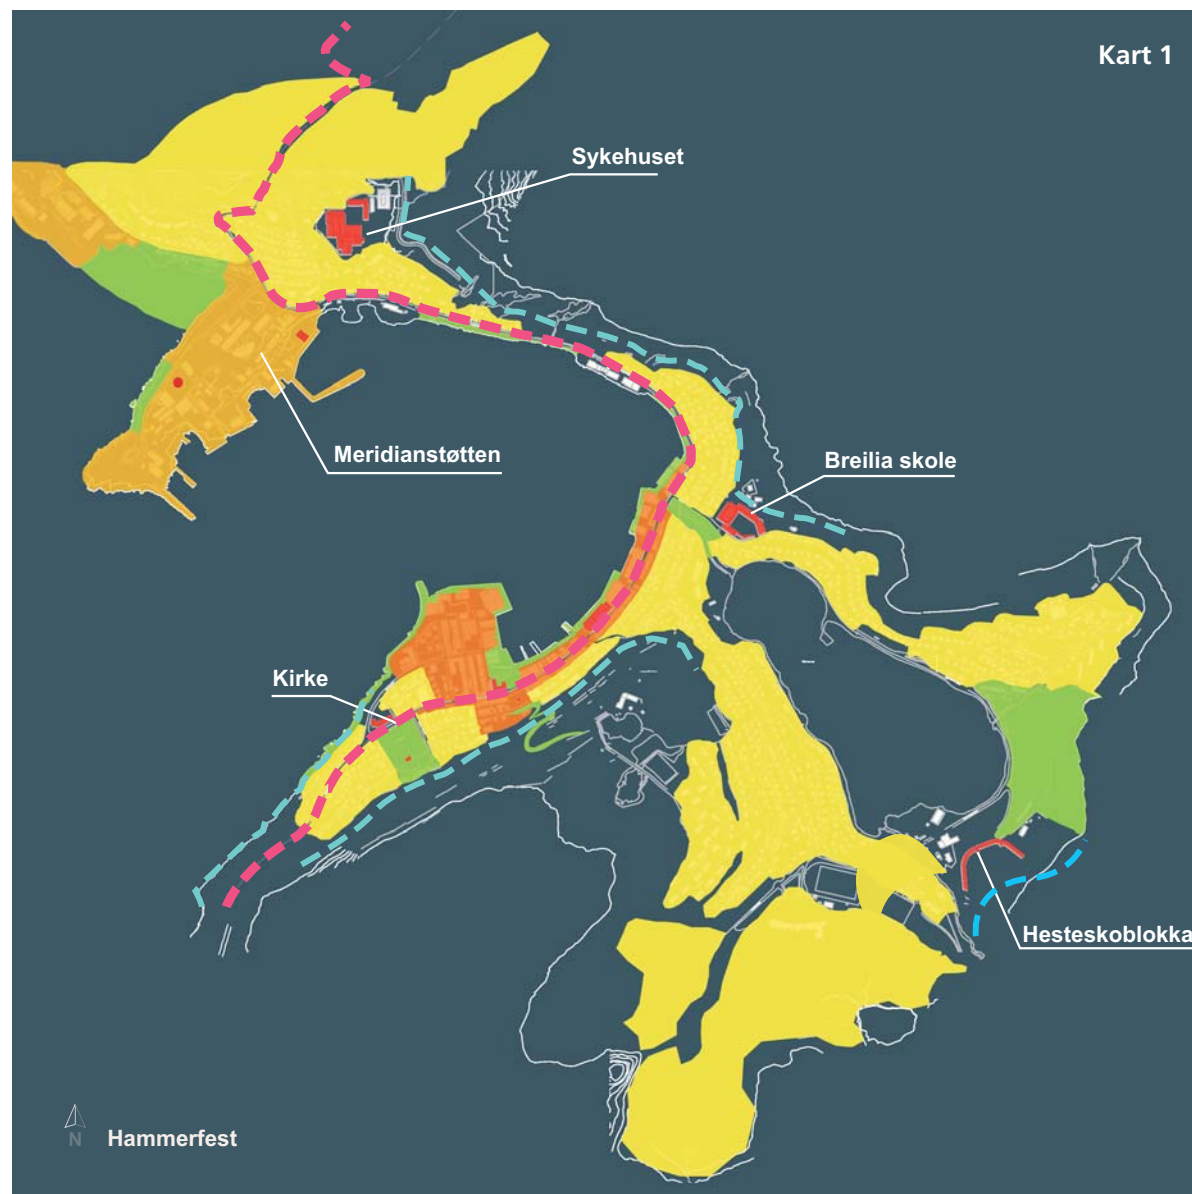 Kart 1
Sykehuset
Meridianstøtten
Breilia skole
Kirke
Hesteskoblokka
N
Hammerfest